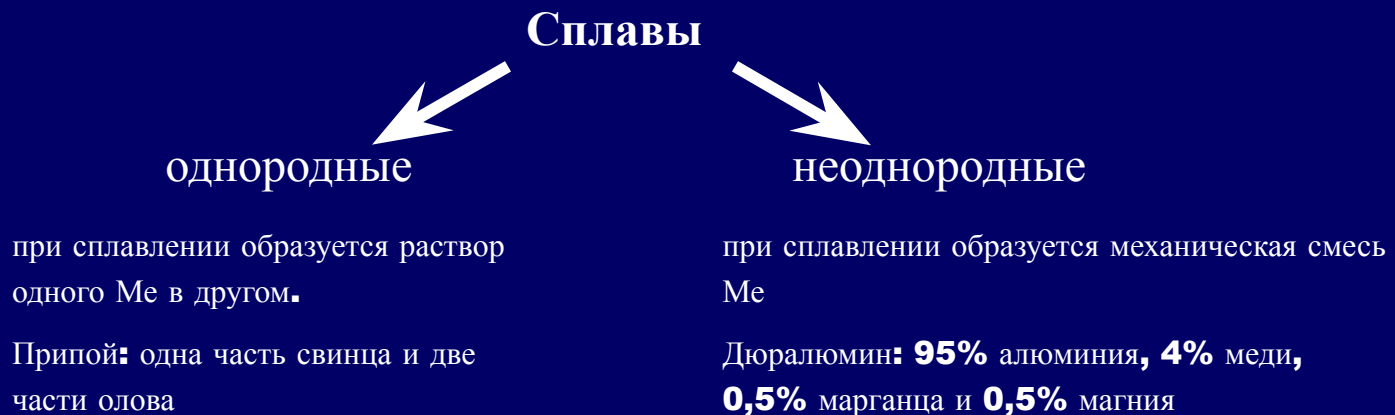 Сплавы
однородные
при сплавлении образуется раствор
одного Ме в другом.
Припой: одна часть свинца и две
части олова
неоднородные
при сплавлении образуется механическая смесь
Ме
Дюралюмин: 95% алюминия, 4% меди,
0,5% марганца и 0,5% магния